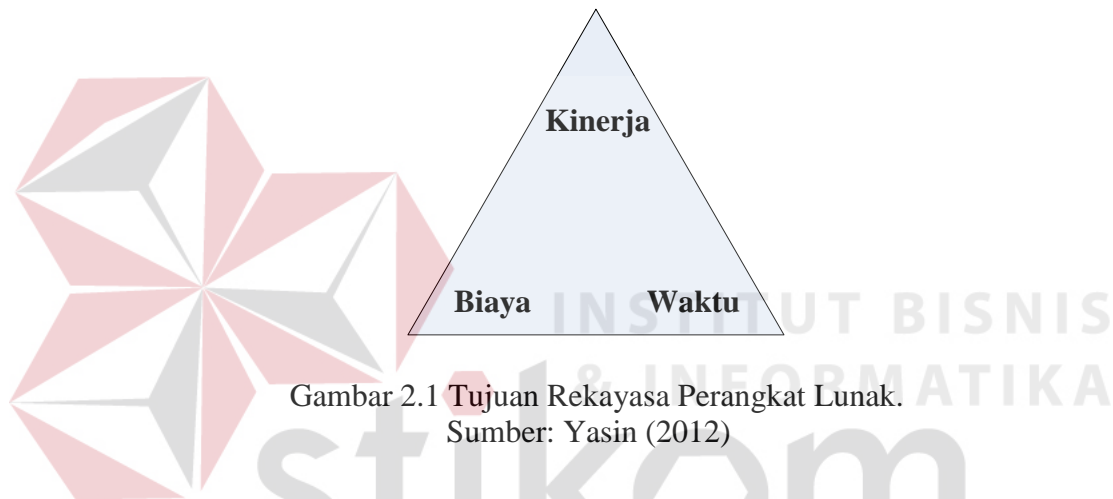 Kinerja
Biaya Waktu
INSTITUT BISNIS
& INFORMATIKA
Gambar 2.1 Tujuan Rekayasa Perangkat Lunak.
Sumber: Yasin (2012)
stikom